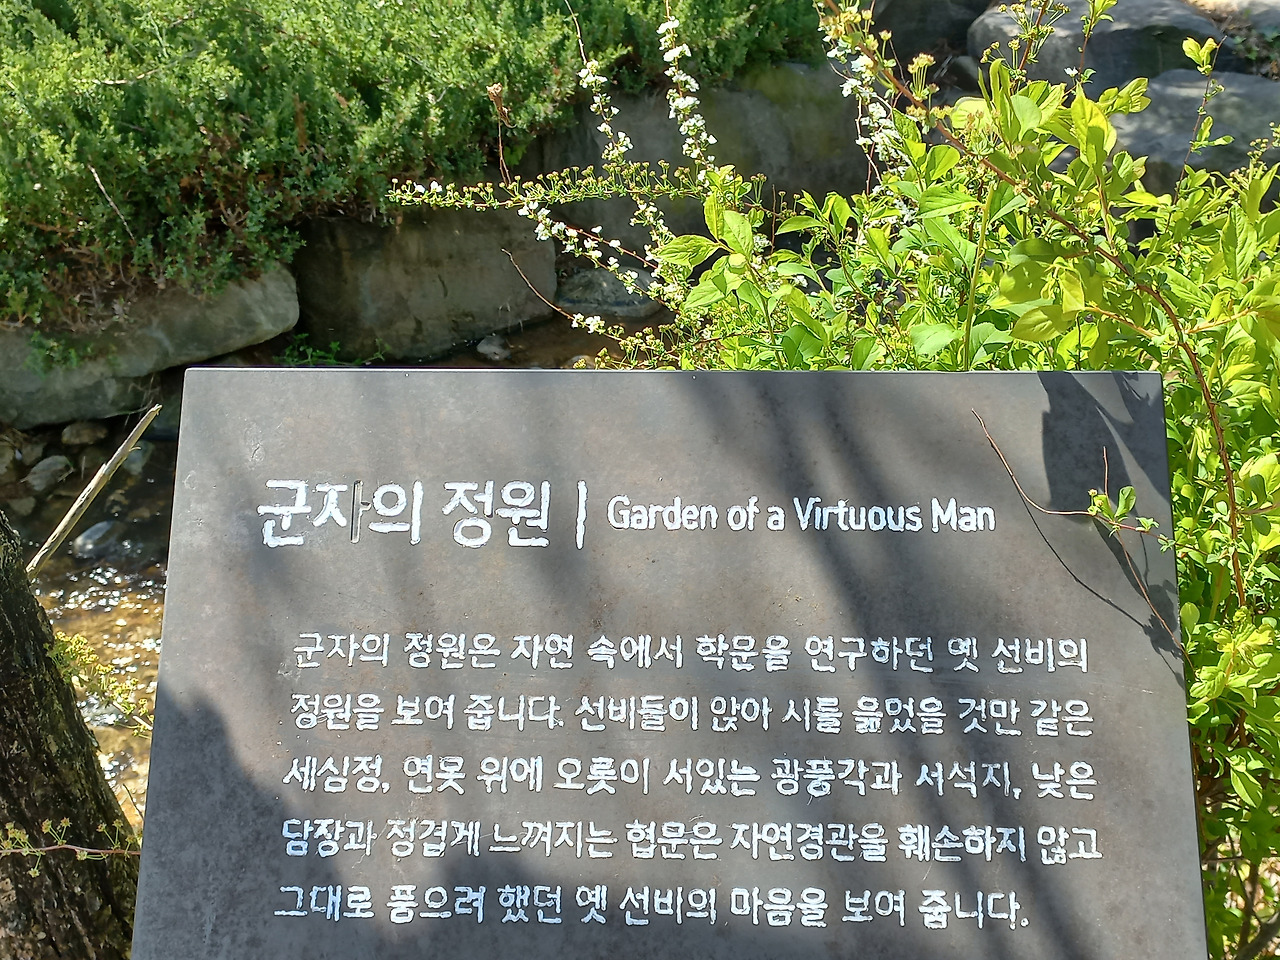 군자의 정원 | Garden of a Virtuous Man
군자의 정원은 자연 속에서 학문을 연구하던 옛 선비의
정원을 보여 줍니다. 선비들이 앉아 시를 읊었을 것만 같은
세심정, 연못 위에 오롯이 서있는 광풍각과 서석지, 낮은
담장과 정겹게 느껴지는 협문은 자연경관을 훼손하지 않고
그대로 품으려 했던 옛 선비의 마음을 보여 줍니다.